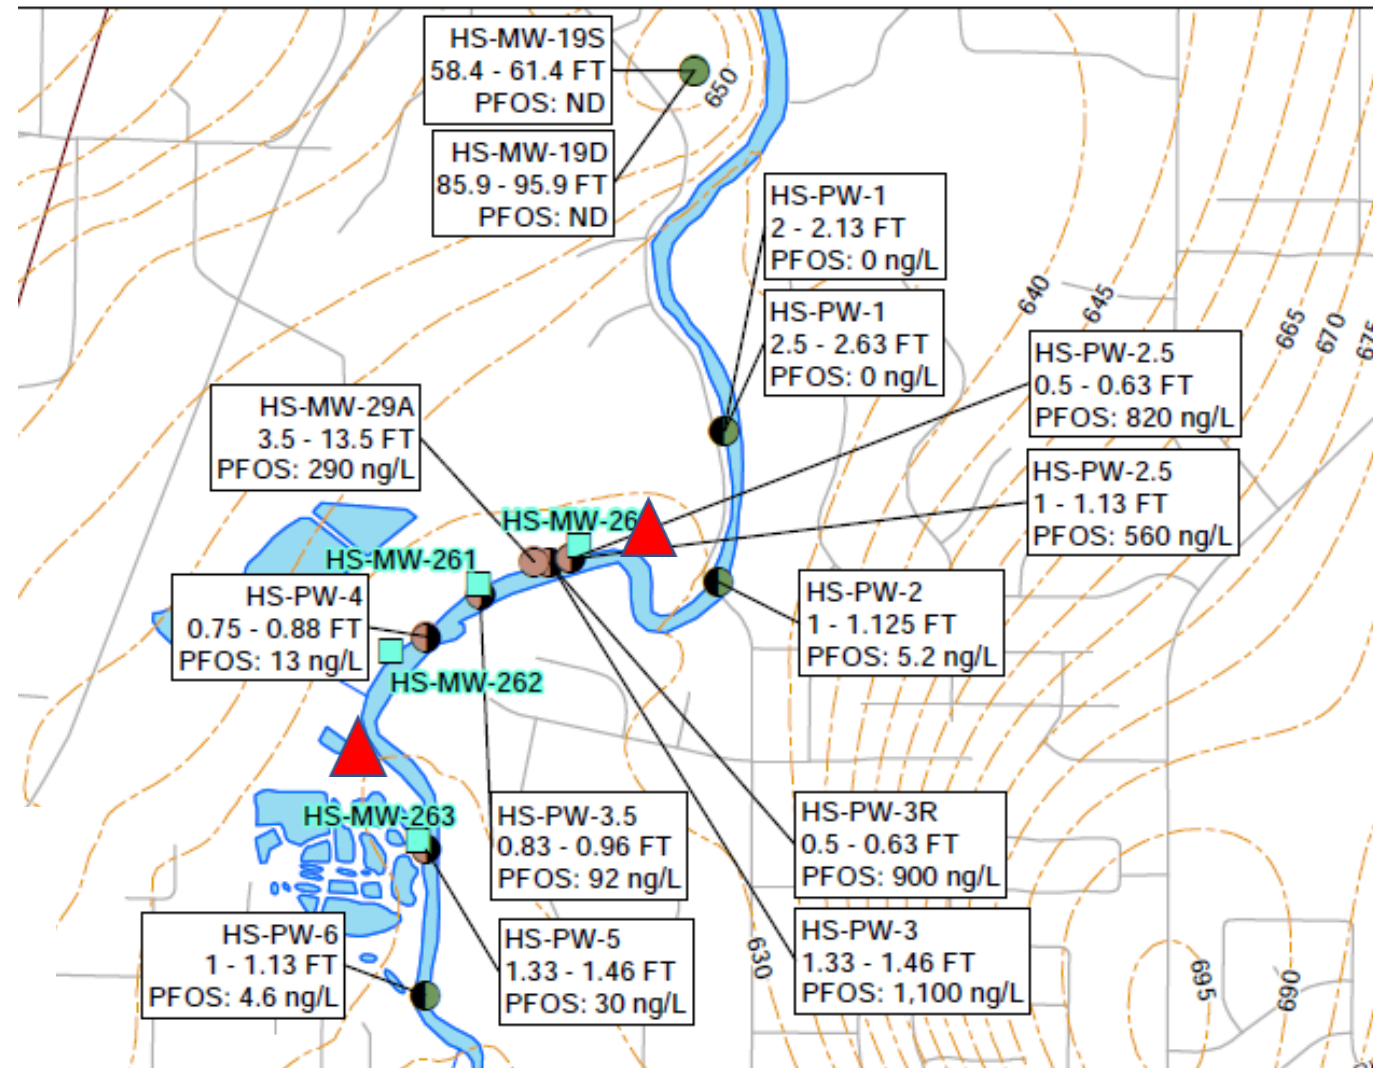 HS-MW-19S
58.4 - 61.4 FT
PFOS: ND
650
HS-MW-19D
85.9 - 95.9 FT
PFOS: ND
HS-PW-1
2 - 2.13 FT
PFOS: 0 ng/L
HS-PW-1
2.5 - 2.63 FT
PFOS: 0 ng/L
640
645
665
670
HS-PW-2.5
0.5 - 0.63 FT
PFOS: 820 ng/L
HS-MW-29A
3.5 - 13.5 FT
PFOS: 290 ng/L
HS-PW-2.5
1 - 1.13 FT
PFOS: 560 ng/L
HS-MW-26
HS-MW-261
HS-PW-4
0.75 - 0.88 FT
PFOS: 13 ng/L
HS-PW-2
1 - 1.125 FT
PFOS: 5.2 ng/L
HS-MW-262
HS-MW-263
HS-PW-3.5
0.83 - 0.96 FT
PFOS: 92 ng/L
HS-PW-3R
0.5 - 0.63 FT
PFOS: 900 ng/L
HS-PW-6
1 - 1.13 FT
PFOS: 4.6 ng/L
HS-PW-5
1.33 - 1.46 FT
PFOS: 30 ng/L
630
HS-PW-3
1.33 - 1.46 FT
PFOS: 1,100 ng/L
695
690